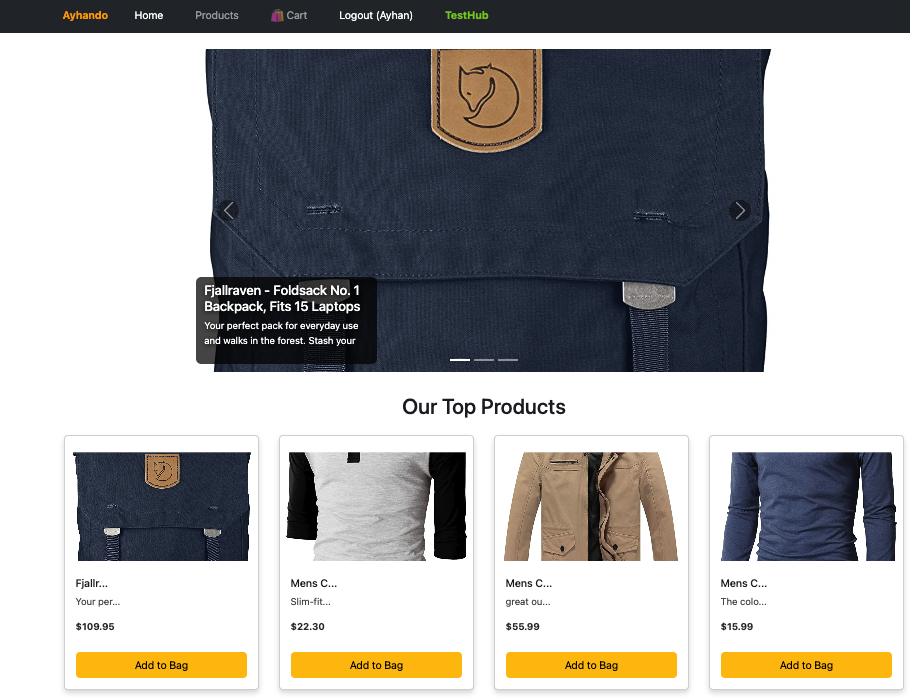 Ayhando Home Products Cart Logout (Ayhan) TestHub
Fjallraven - Foldsack No. 1
Backpack, Fits 15 Laptops
Your perfect pack for everyday use
and walks in the forest. Stash your
Our Top Products
Fjallr...
Your per...
$109.95
Add to Bag
Mens C...
Slim-fit...
$22.30
Add to Bag
Mens C...
great ou...
$55.99
Add to Bag
Mens C...
The colo...
$15.99
Add to Bag